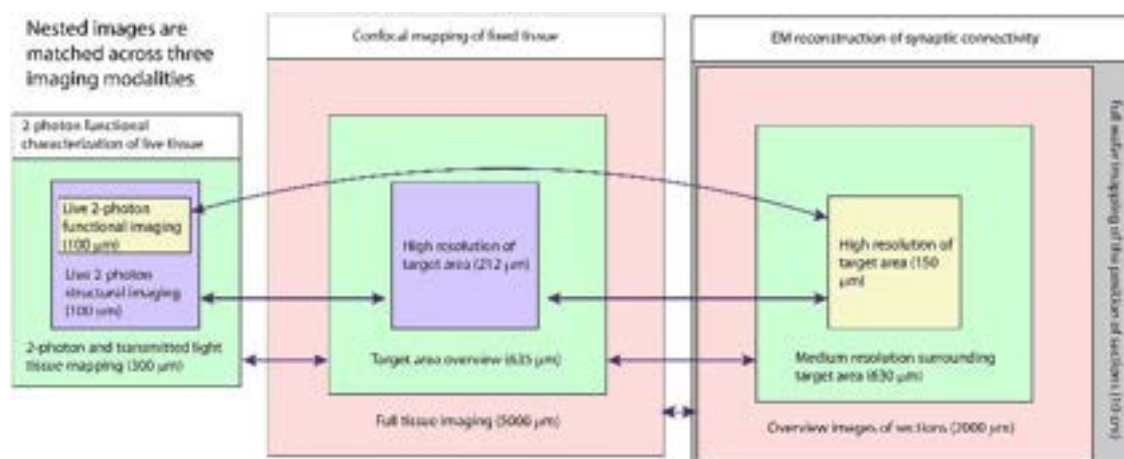 Nested images are
matched across three
imaging modalities
2 photon functional
characterization of live tissue
Live 2-photon
functional imaging
(100 µm)
Live 2 photon
structural imaging
(100 µm)
2-photon and transmitted light
tissue mapping (300 µm)
Confocal mapping of fixed tissue
High resolution of
target area (212 µm)
Target area overview (635 µm)
Full tissue imaging (5000 µm)
EM reconstruction of synaptic connectivity
High resolution of
target area (150
µm)
Medium resolution surrounding
target area (630 µm)
Overview images of sections (2000 µm)
Full wafer mapping of the position of sections (10 cm)